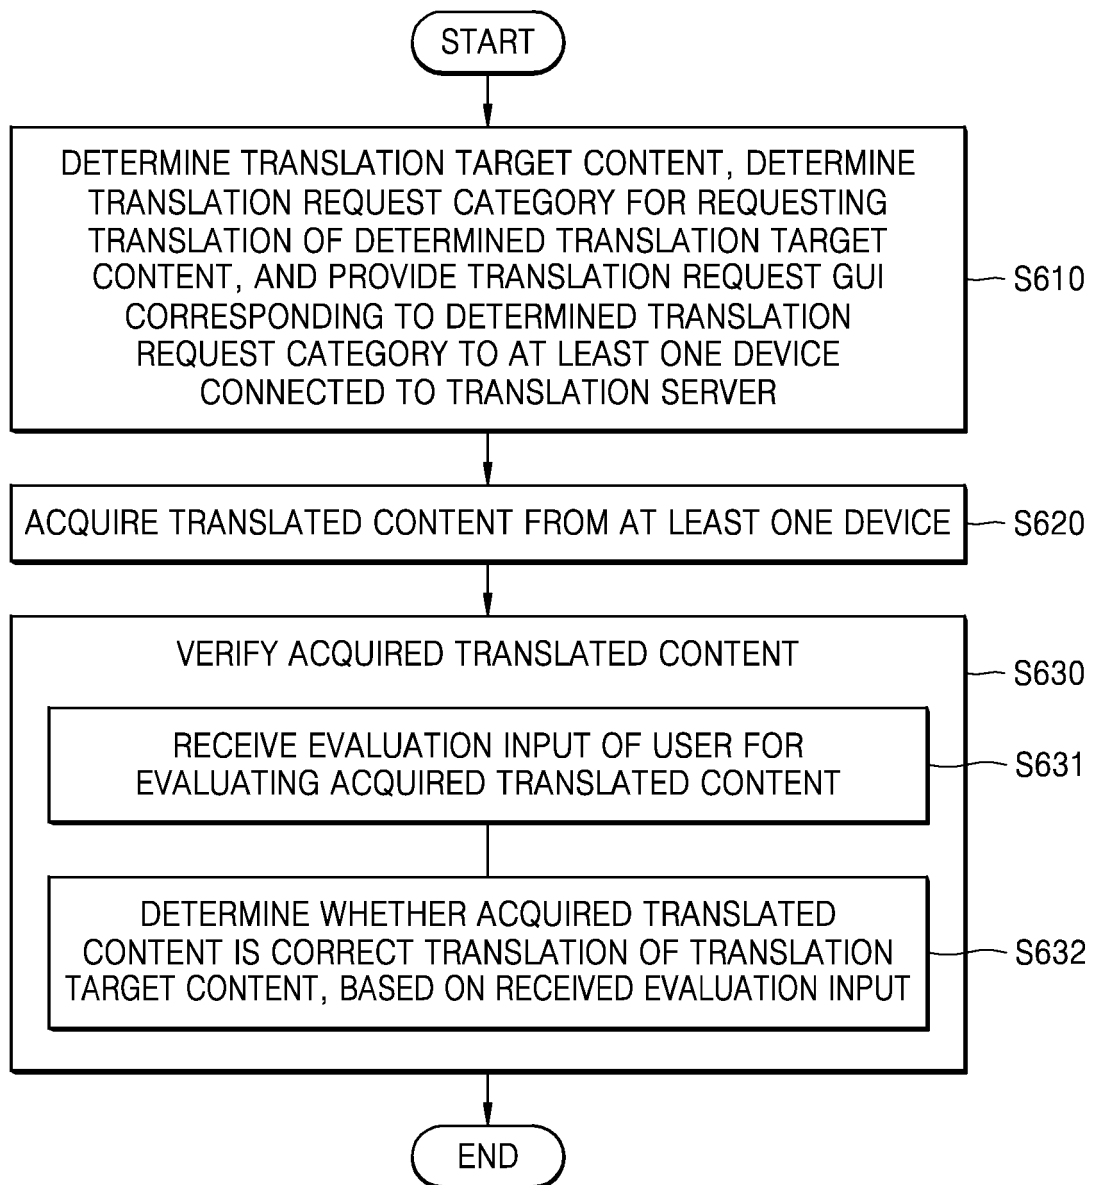 START
DETERMINE TRANSLATION TARGET CONTENT, DETERMINE
TRANSLATION REQUEST CATEGORY FOR REQUESTING
TRANSLATION OF DETERMINED TRANSLATION TARGET
CONTENT, AND PROVIDE TRANSLATION REQUEST GUI
CORRESPONDING TO DETERMINED TRANSLATION
REQUEST CATEGORY TO AT LEAST ONE DEVICE
CONNECTED TO TRANSLATION SERVER
S610
ACQUIRE TRANSLATED CONTENT FROM AT LEAST ONE DEVICE
S620
VERIFY ACQUIRED TRANSLATED CONTENT
S630
RECEIVE EVALUATION INPUT OF USER FOR
EVALUATING ACQUIRED TRANSLATED CONTENT
S631
DETERMINE WHETHER ACQUIRED TRANSLATED
CONTENT IS CORRECT TRANSLATION OF TRANSLATION
TARGET CONTENT, BASED ON RECEIVED EVALUATION INPUT
S632
END